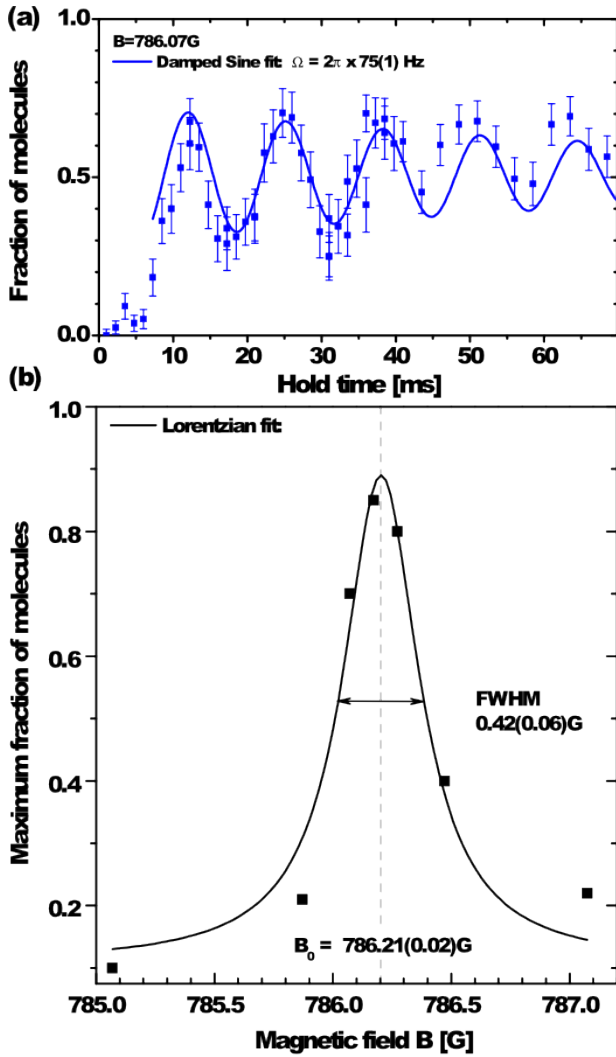 (a)
B=786.07G
Damped Sine fit: Ω = 2π x 75(1) Hz
Fraction of molecules
1.0
0.5
0.0
0 10 20 30 40 50 60
Hold time [ms]
(b)
Lorentzian fit:
Maximum fraction of molecules
1.0
0.8
0.6
0.4
0.2
FWHM
0.42(0.06)G
B₀ = 786.21(0.02)G
785.0 785.5 786.0 786.5 787.0
Magnetic field B [G]